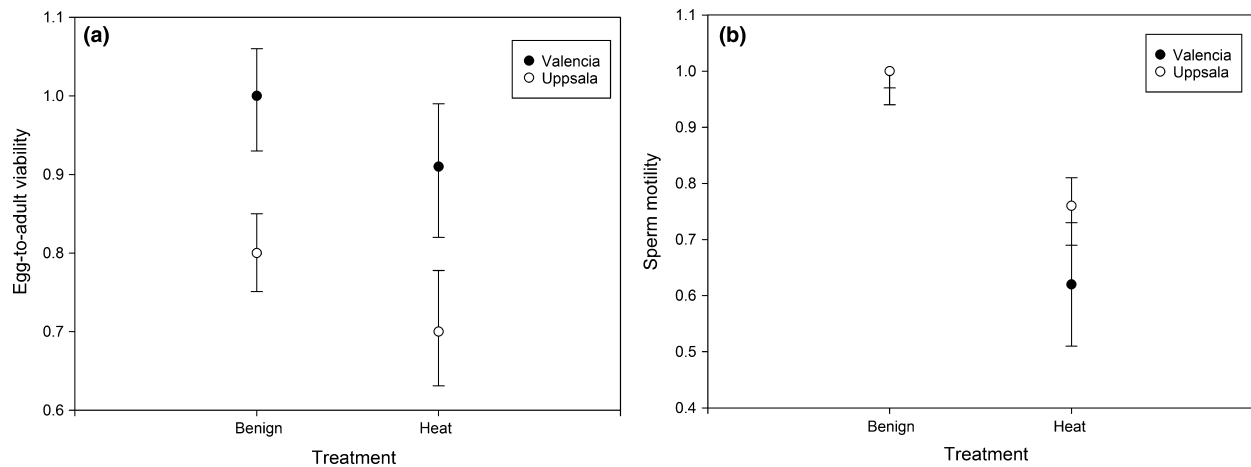 (a)
Valencia
Uppsala
1.1
1.0
0.9
0.8
0.7
0.6
Egg-to-adult viability
Benign
Heat
Treatment
(b)
Valencia
Uppsala
1.1
1.0
0.9
0.8
0.7
0.6
0.5
0.4
Sperm motility
Benign
Heat
Treatment